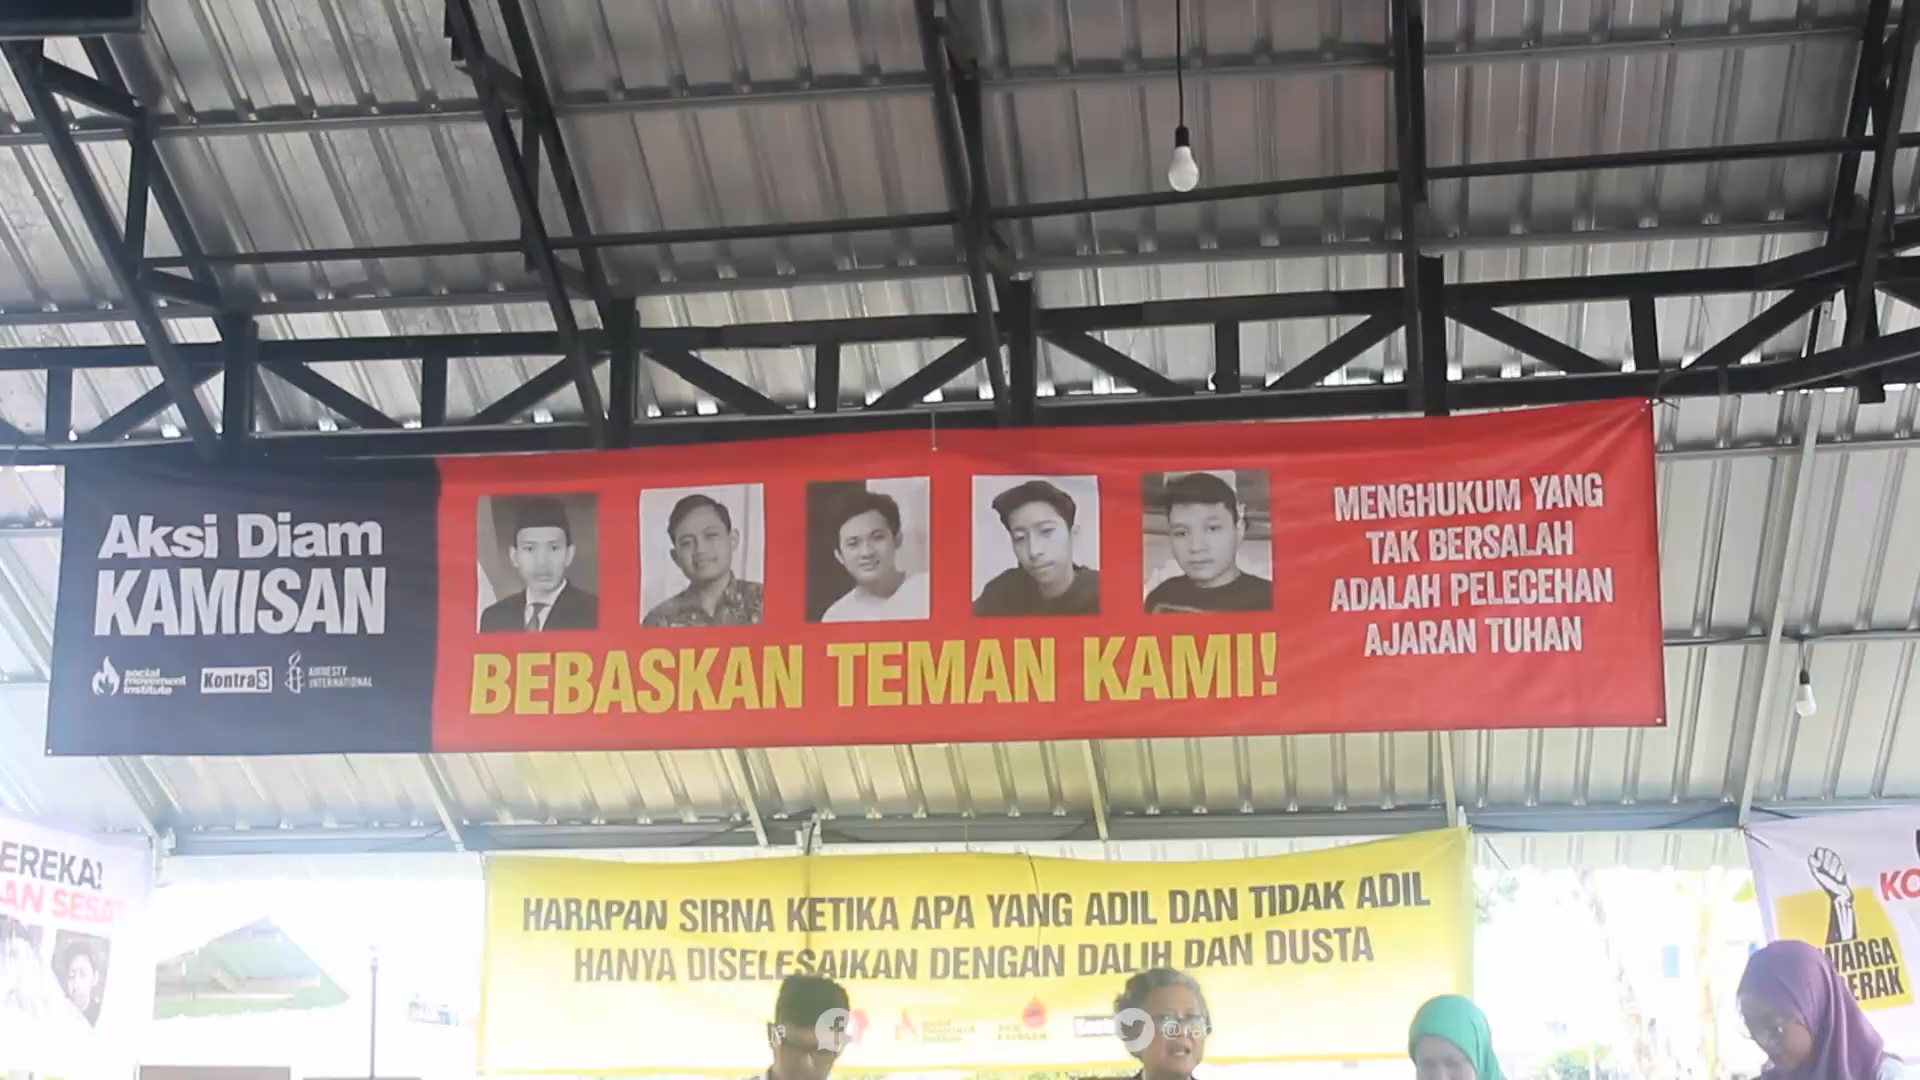 Aksi Diam
KAMISAN
social
movement
institute
KontraS
AMNESTY
INTERNATIONAL
BEBASKAN TEMAN KAMI!
MENGHUKUM YANG
TAK BERSALAH
ADALAH PELECEHAN
AJARAN TUHAN
EREKA!
AN SESAT
HARAPAN SIRNA KETIKA APA YANG ADIL DAN TIDAK ADIL
HANYA DISELESAIKAN DENGAN DALIH DAN DUSTA
KO
WARGA
ERAK